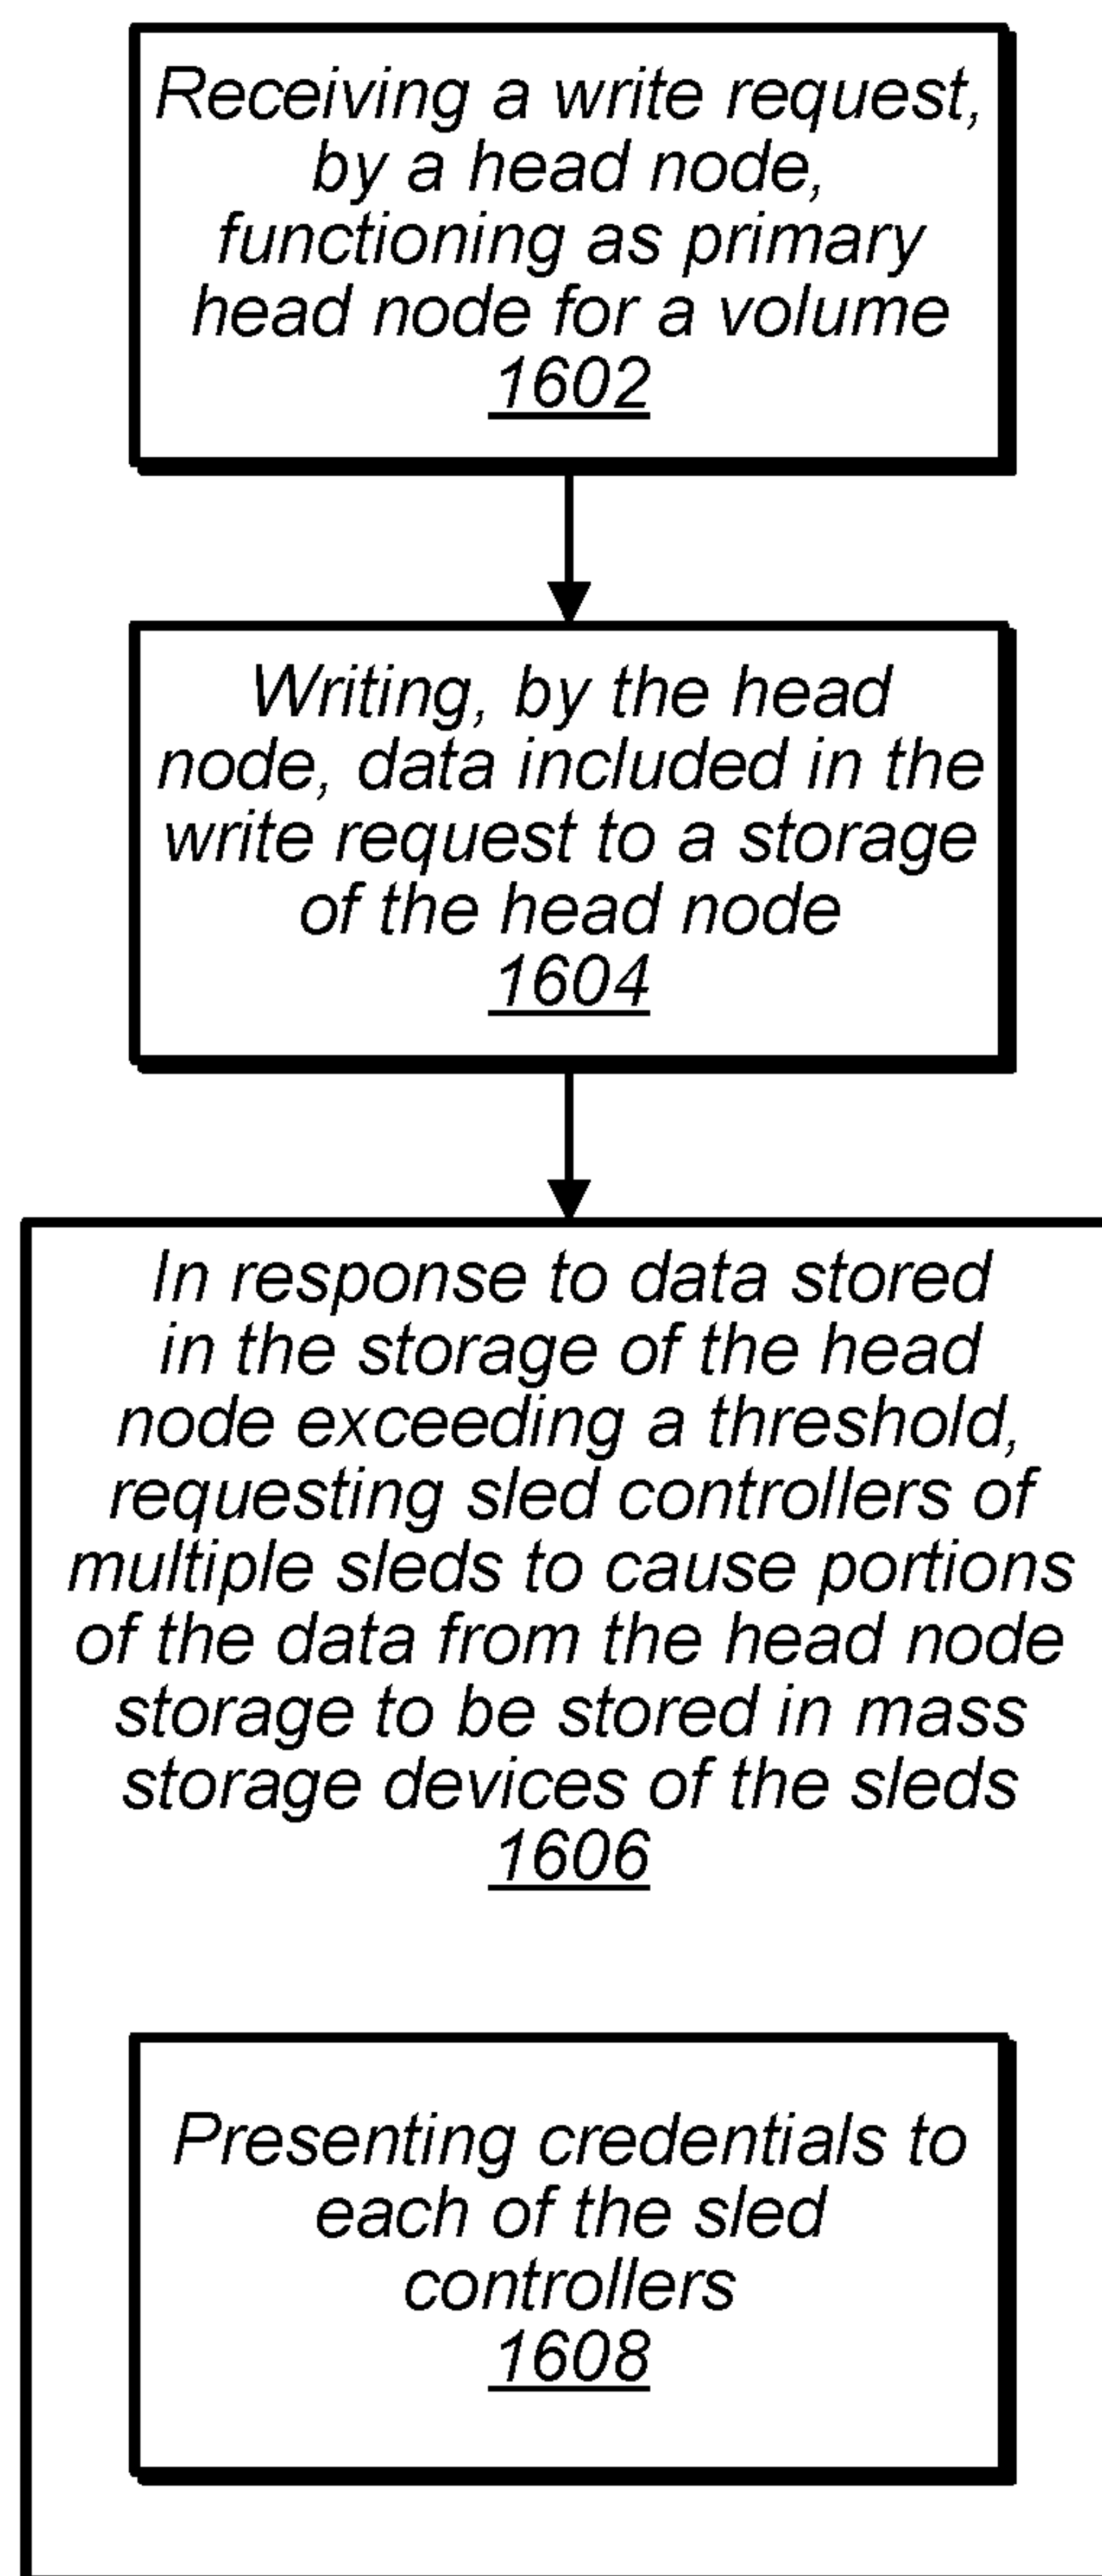 Receiving a write request,
by a head node,
functioning as primary
head node for a volume
1602
Writing, by the head
node, data included in the
write request to a storage
of the head node
1604
In response to data stored
in the storage of the head
node exceeding a threshold,
requesting sled controllers of
multiple sleds to cause portions
of the data from the head node
storage to be stored in mass
storage devices of the sleds
1606
Presenting credentials to
each of the sled
controllers
1608